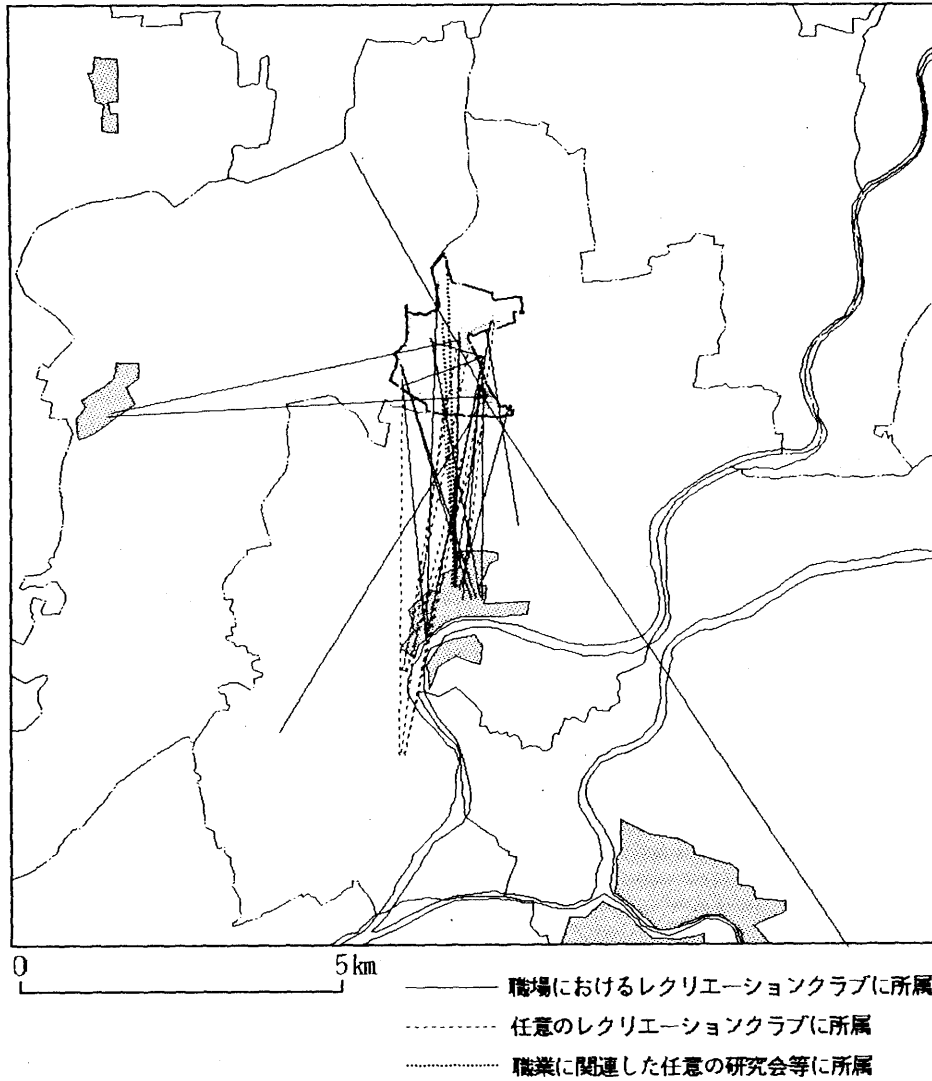 0 5km
職場におけるレクリエーションクラブに所属
任意のレクリエーションクラブに所属
職業に関連した任意の研究会等に所属